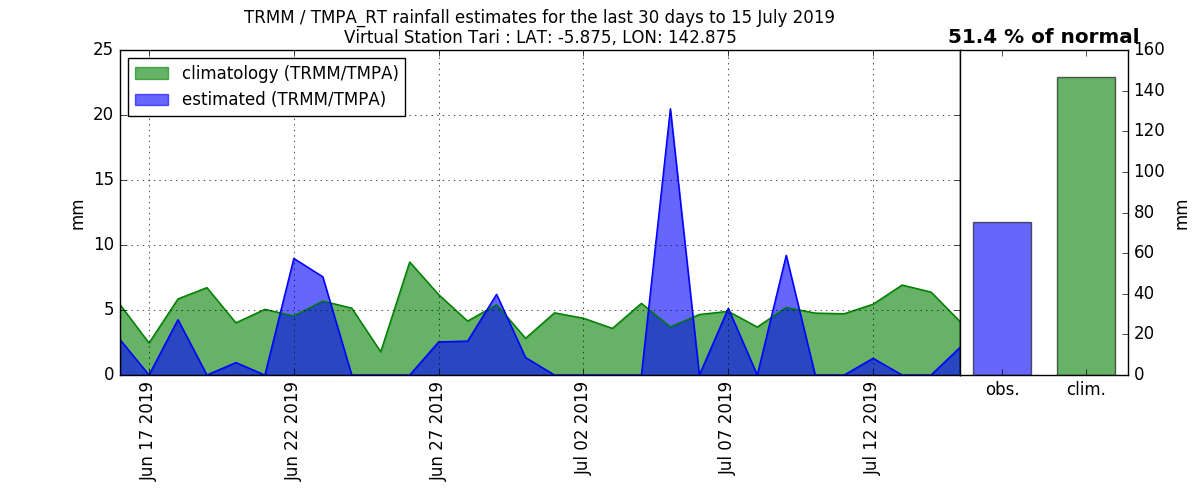 TRMM / TMPA_RT rainfall estimates for the last 30 days to 15 July 2019
Virtual Station Tari : LAT: -5.875, LON: 142.875
51.4 % of normal
climatology (TRMM/TMPA)
estimated (TRMM/TMPA)
25
20
15
10
5
0
mm
Jun 17 2019
Jun 22 2019
Jun 27 2019
Jul 02 2019
Jul 07 2019
Jul 12 2019
obs.
clim.
160
140
120
100
80
60
40
20
0
mm